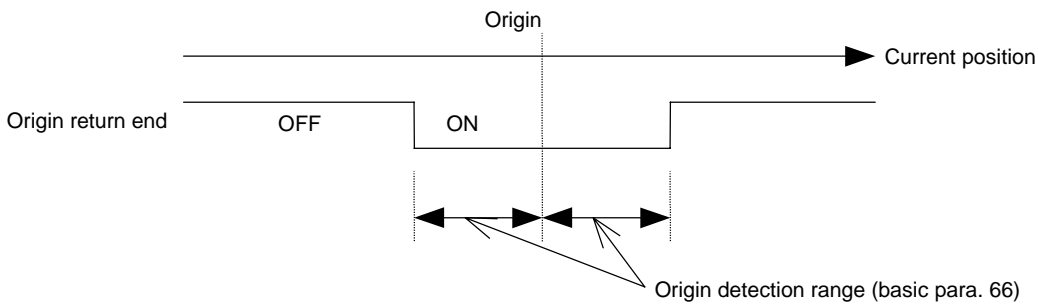 Origin
Current position
Origin return end
OFF
ON
Origin detection range (basic para. 66)